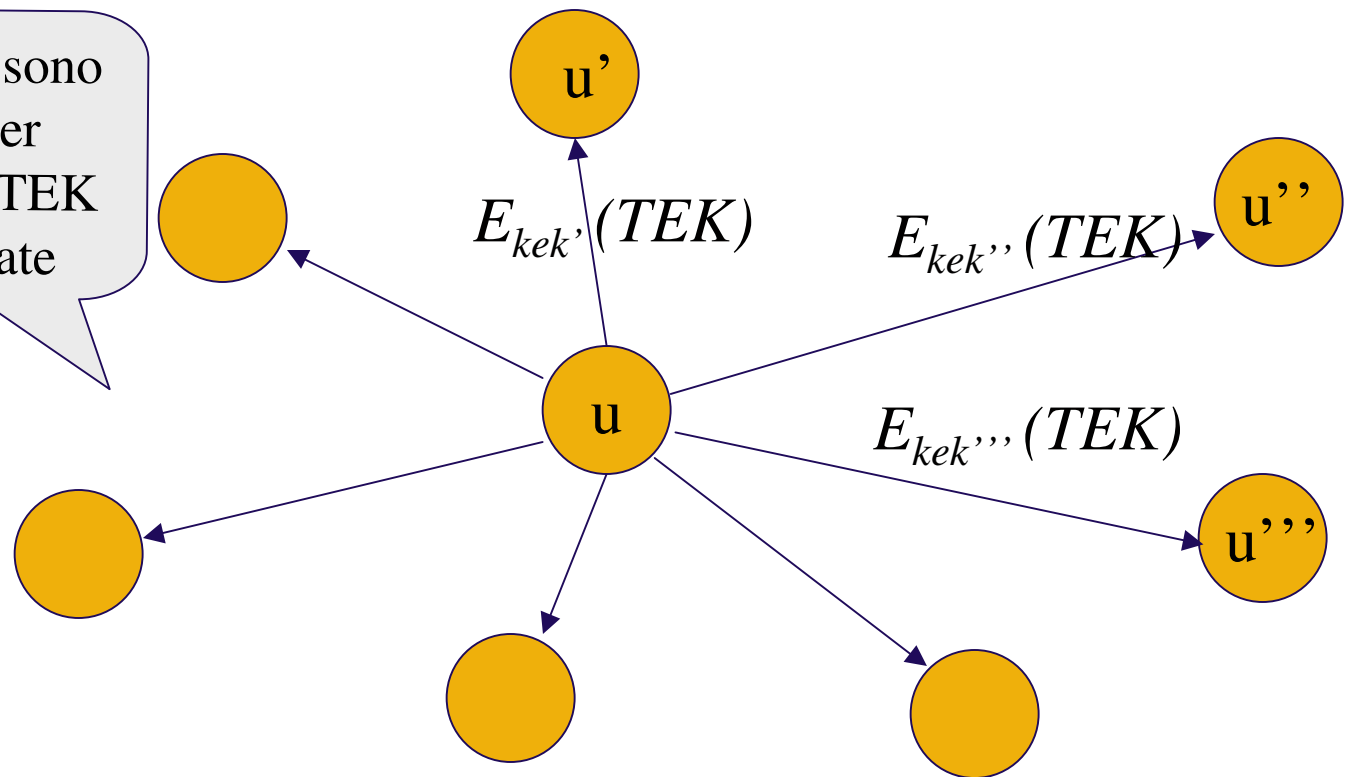 sono
er
TEK
ate
u’
E_kek’ (TEK)
u’’
E_kek’’ (TEK)
u
E_kek’’’ (TEK)
u’’’